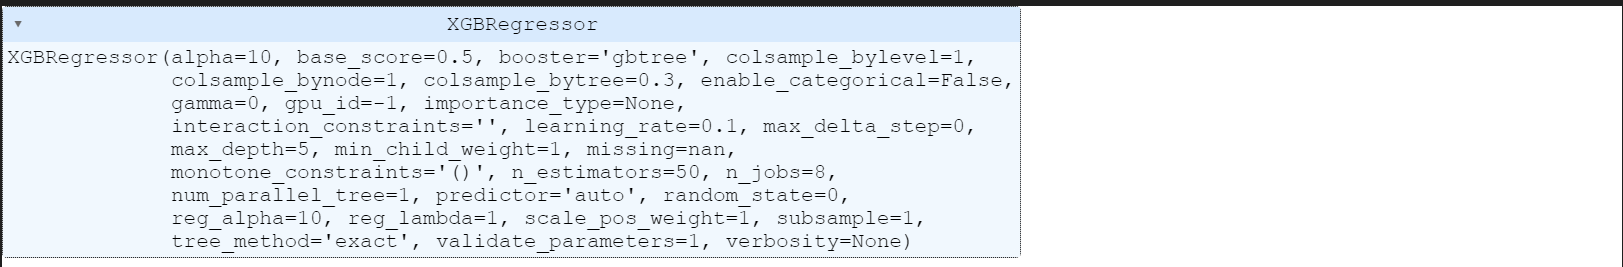 ▾ XGBRegressor
XGBRegressor(alpha=10, base_score=0.5, booster='gbtree', colsample_bylevel=1,
colsample_bynode=1, colsample_bytree=0.3, enable_categorical=False,
gamma=0, gpu_id=-1, importance_type=None,
interaction_constraints='', learning_rate=0.1, max_delta_step=0,
max_depth=5, min_child_weight=1, missing=nan,
monotone_constraints='()', n_estimators=50, n_jobs=8,
num_parallel_tree=1, predictor='auto', random_state=0,
reg_alpha=10, reg_lambda=1, scale_pos_weight=1, subsample=1,
tree_method='exact', validate_parameters=1, verbosity=None)